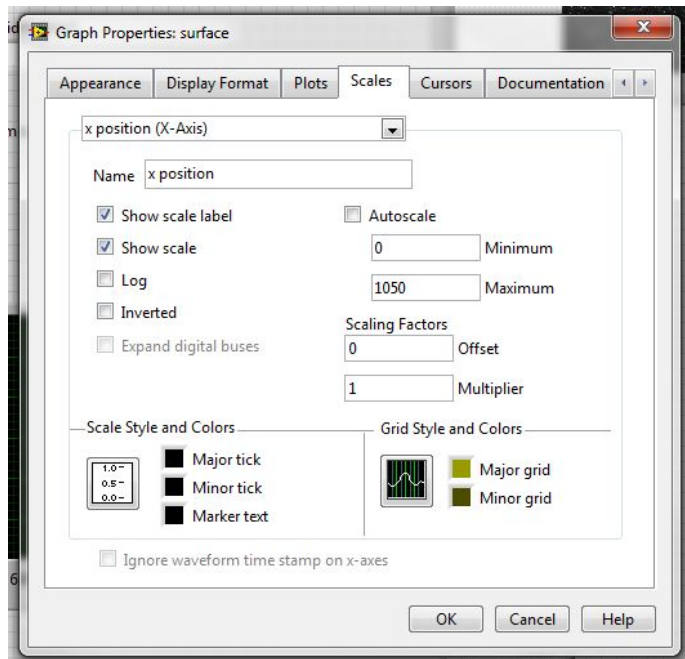 Graph Properties: surface
Appearance Display Format Plots Scales Cursors Documentation
x position (X-Axis)
Name x position
Show scale label
Autoscale
Show scale
0 Minimum
Log
1050 Maximum
Inverted
Scaling Factors
Expand digital buses
0 Offset
1 Multiplier
Scale Style and Colors
Grid Style and Colors
1.0
0.5
0.0
Major tick
Minor tick
Marker text
Major grid
Minor grid
Ignore waveform time stamp on x-axes
6
OK Cancel Help